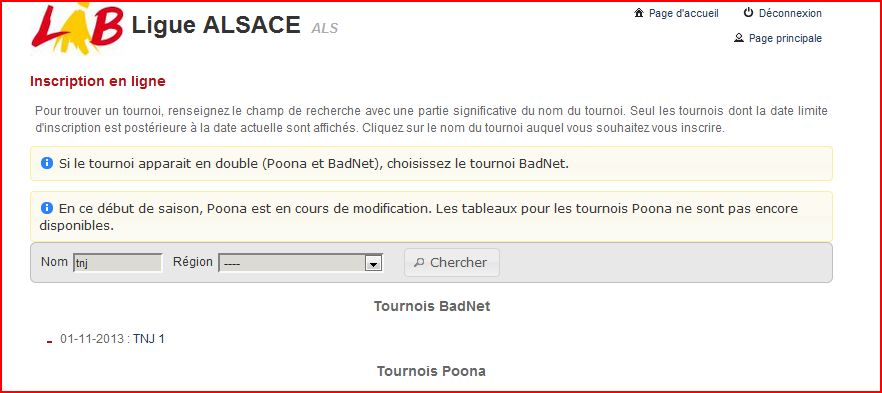 LAB Ligue ALSACE ALS
Page d'accueil Déconnexion
Page principale
Inscription en ligne
Pour trouver un tournoi, renseignez le champ de recherche avec une partie significative du nom du tournoi. Seul les tournois dont la date limite
d'inscription est postérieure à la date actuelle sont affichés. Cliquez sur le nom du tournoi auquel vous souhaitez vous inscrire.
Si le tournoi apparait en double (Poona et BadNet), choisissez le tournoi BadNet.
En ce début de saison, Poona est en cours de modification. Les tableaux pour les tournois Poona ne sont pas encore
disponibles.
Nom tnj Région ---- Chercher
Tournois BadNet
01-11-2013 : TNJ 1
Tournois Poona